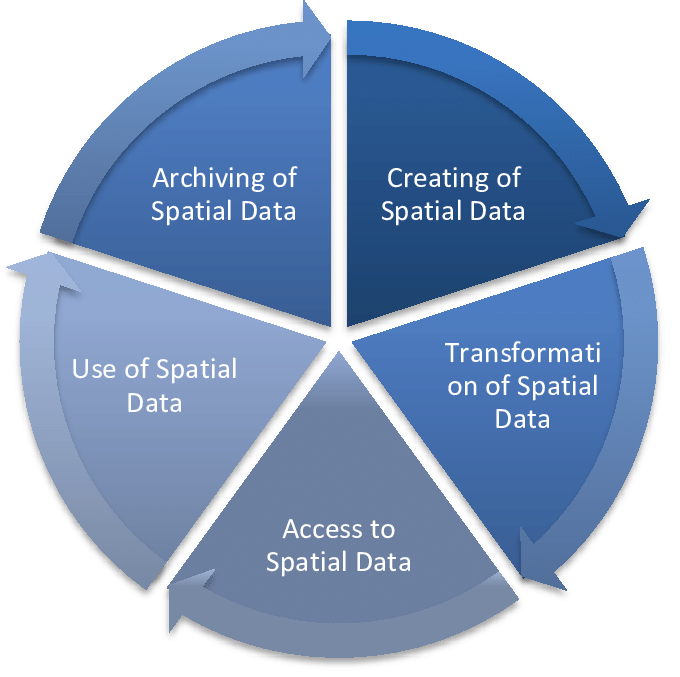 Archiving of
Spatial Data
Creating of
Spatial Data
Transformati
on of Spatial
Data
Access to
Spatial Data
Use of Spatial
Data